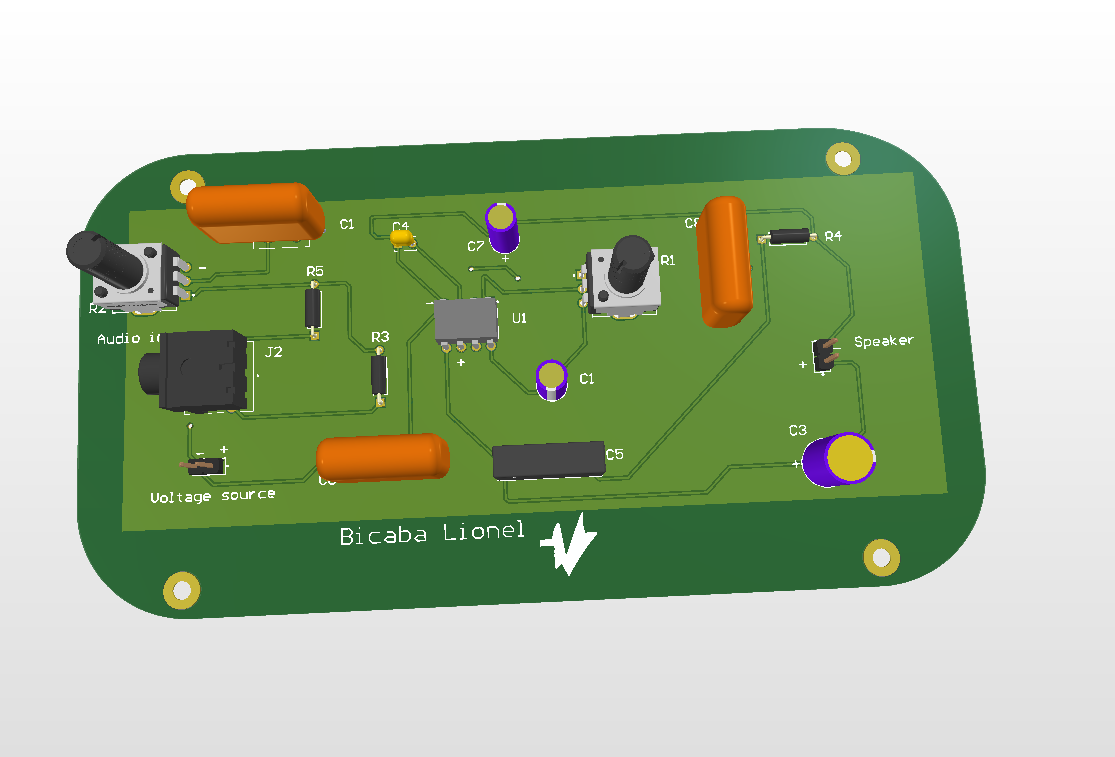 C1
C4
C7
C8
R4
R1
R5
R2
U1
Speaker
Audio
J2
R3
C1
C3
C5
Voltage source
Bicaba Lionel